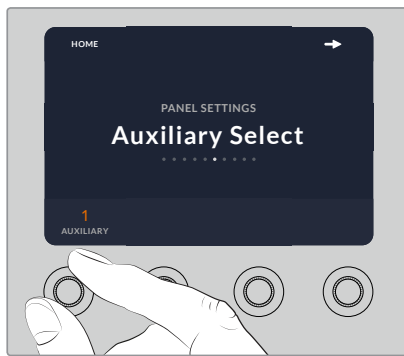 HOME
PANEL SETTINGS
Auxiliary Select
1
AUXILIARY